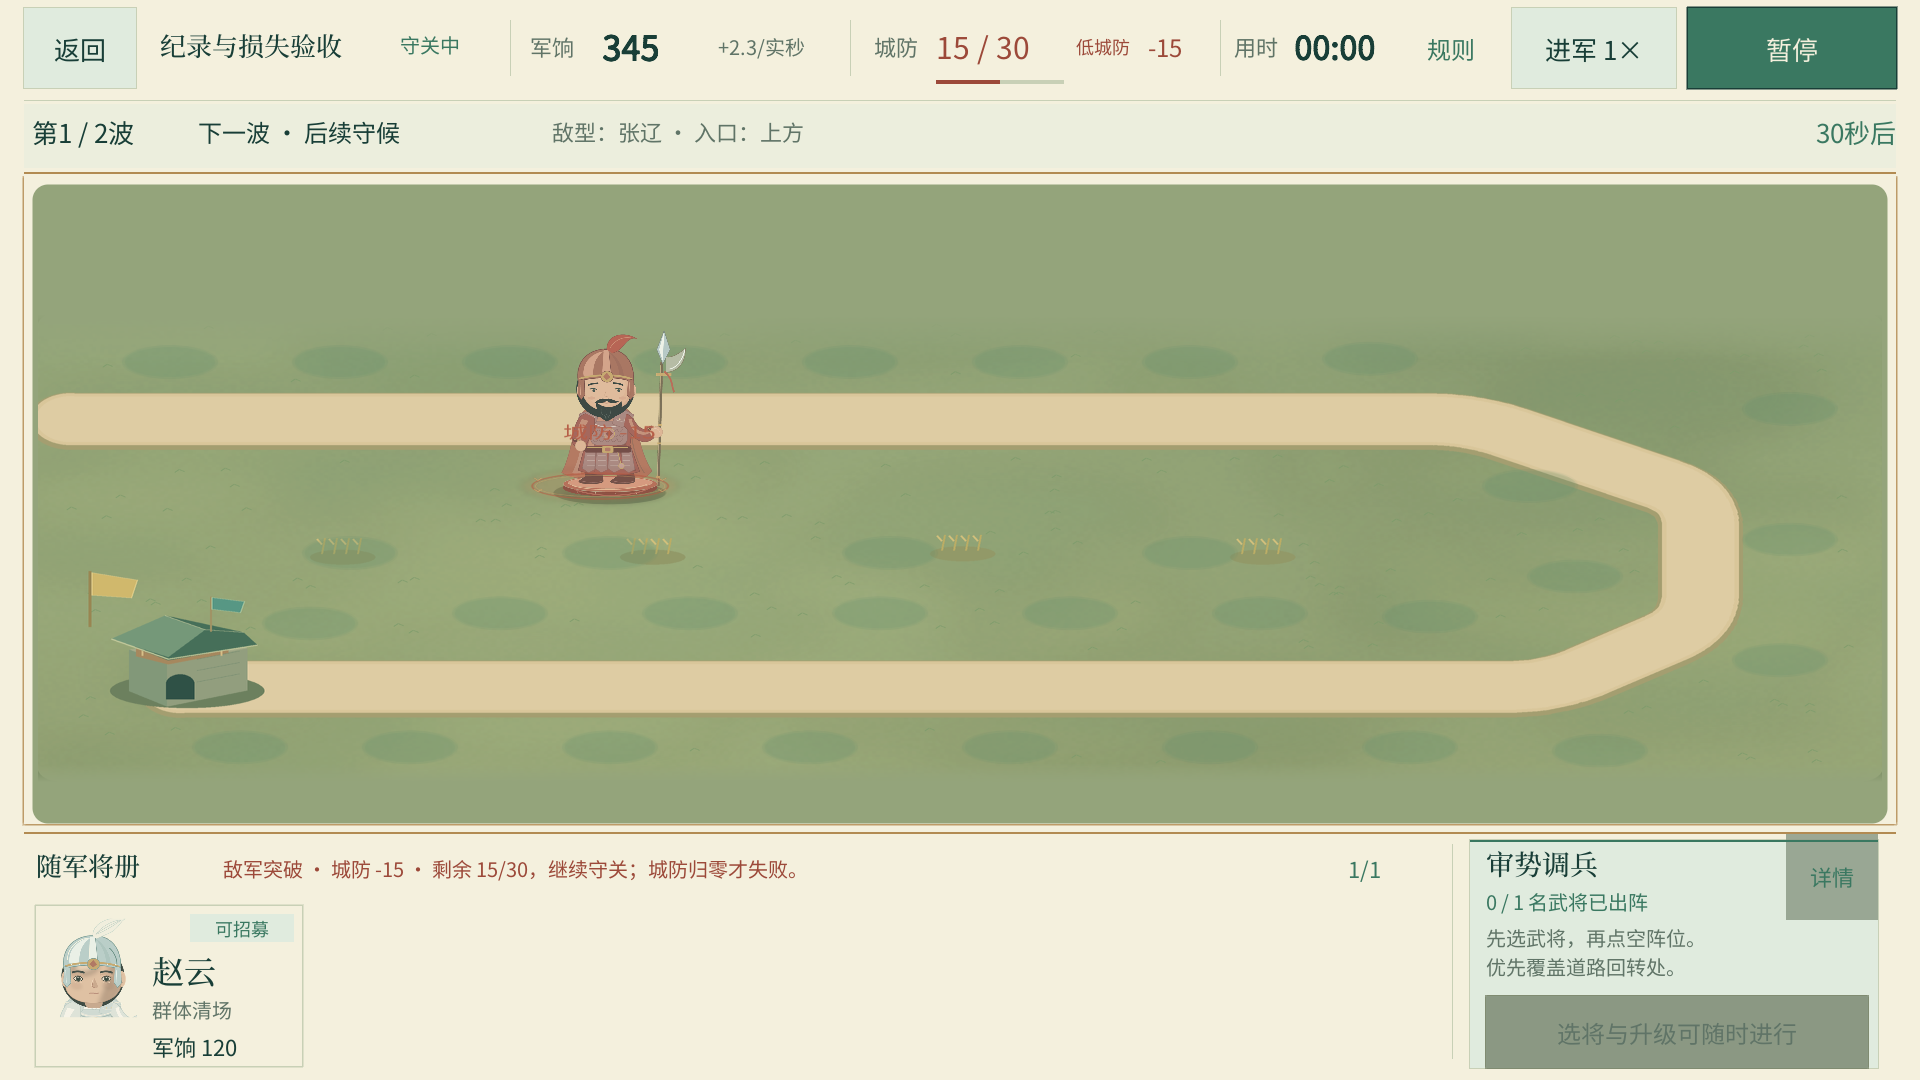 返回
纪录与损失验收
守关中
军饷 345
+2.3/实秒
城防 15 / 30
低城防 -15
用时 00:00
规则
进军 1×
暂停
第1 / 2波
下一波 · 后续守候
敌型：张辽 · 入口：上方
30秒后
随军将册
敌军突破 · 城防 -15 · 剩余 15/30，继续守关；城防归零才失败。
1/1
可招募
赵云
群体清场
军饷 120
审势调兵
详情
0 / 1 名武将已出阵
先选武将，再点空阵位。
优先覆盖道路回转处。
选将与升级可随时进行